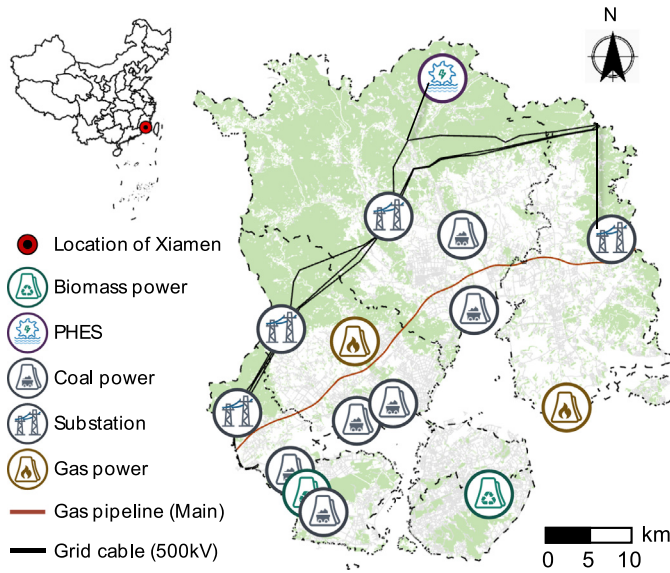 N
Location of Xiamen
Biomass power
PHES
Coal power
Substation
Gas power
Gas pipeline (Main)
Grid cable (500kV)
km
0 5 10